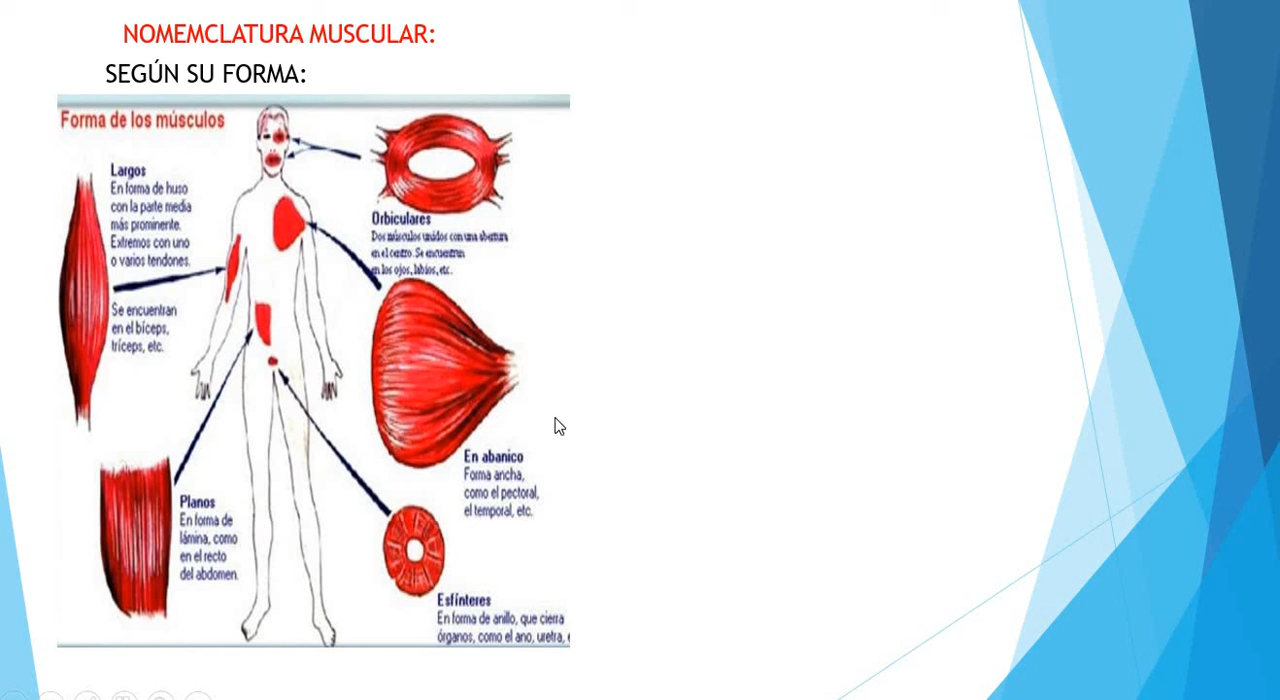 NOMEMCLATURA MUSCULAR:
SEGÚN SU FORMA:
Forma de los músculos
Largos
En forma de huso
con la parte media
más prominente.
Extremos con uno
o varios tendones.
Se encuentran
en el bíceps,
tríceps, etc.
Orbiculares
Dos músculos unidos con una abertura
en el centro. Se encuentran
en los ojos, labios, etc.
En abanico
Forma ancha,
como el pectoral,
el temporal, etc.
Planos
En forma de
lámina, como
en el recto
del abdomen.
Esfínteres
En forma de anillo, que cierra
órganos, como el ano, uretra,